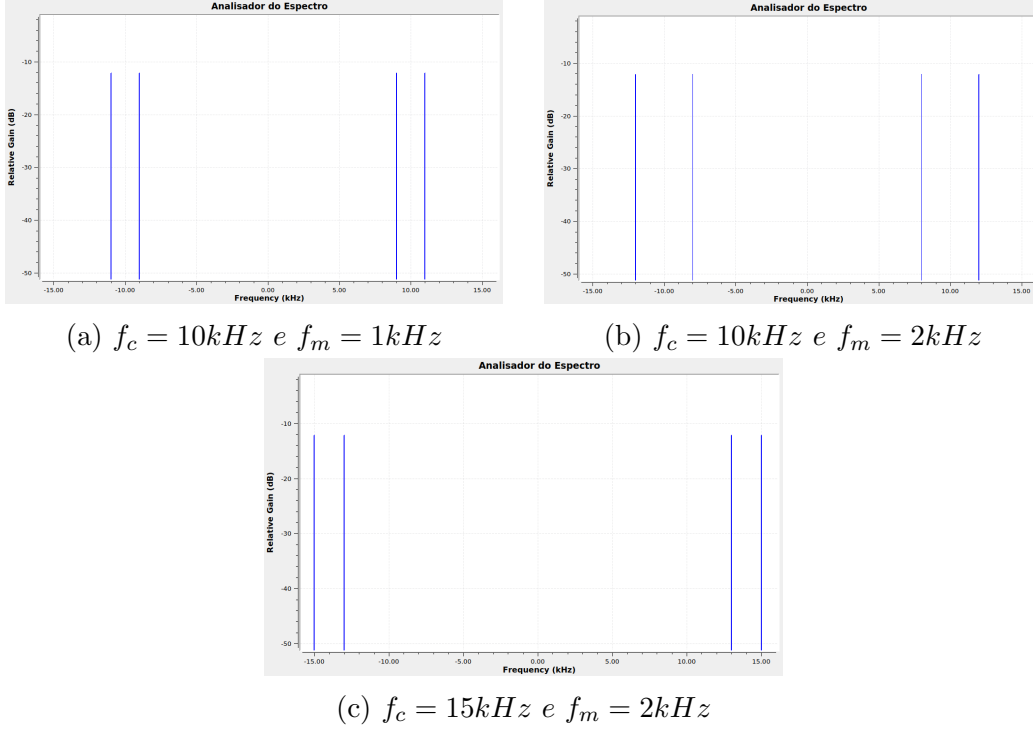 Analisador do Espectro
-10
-20
-30
-40
-50
Relative Gain (dB)
-15.00 -10.00 -5.00 0.00 5.00 10.00 15.00
Frequency (kHz)
(a) f_c = 10kHz e f_m = 1kHz
Analisador do Espectro
-10
-20
-30
-40
-50
Relative Gain (dB)
-15.00 -10.00 -5.00 0.00 5.00 10.00 15.00
Frequency (kHz)
(b) f_c = 10kHz e f_m = 2kHz
Analisador do Espectro
-10
-20
-30
-40
-50
Relative Gain (dB)
-15.00 -10.00 -5.00 0.00 5.00 10.00 15.00
Frequency (kHz)
(c) f_c = 15kHz e f_m = 2kHz